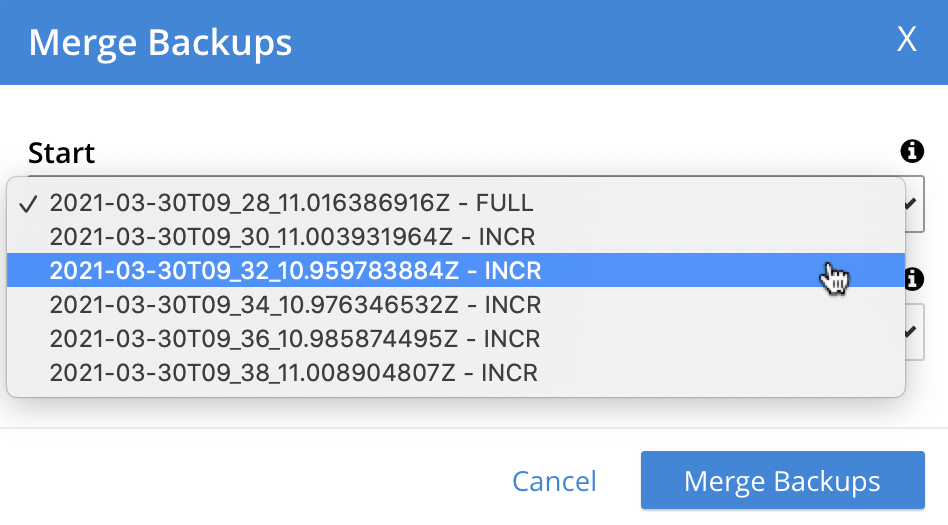 Merge Backups X
Start
✓ 2021-03-30T09_28_11.016386916Z - FULL
2021-03-30T09_30_11.003931964Z - INCR
2021-03-30T09_32_10.959783884Z - INCR
2021-03-30T09_34_10.976346532Z - INCR
2021-03-30T09_36_10.985874495Z - INCR
2021-03-30T09_38_11.008904807Z - INCR
Cancel Merge Backups